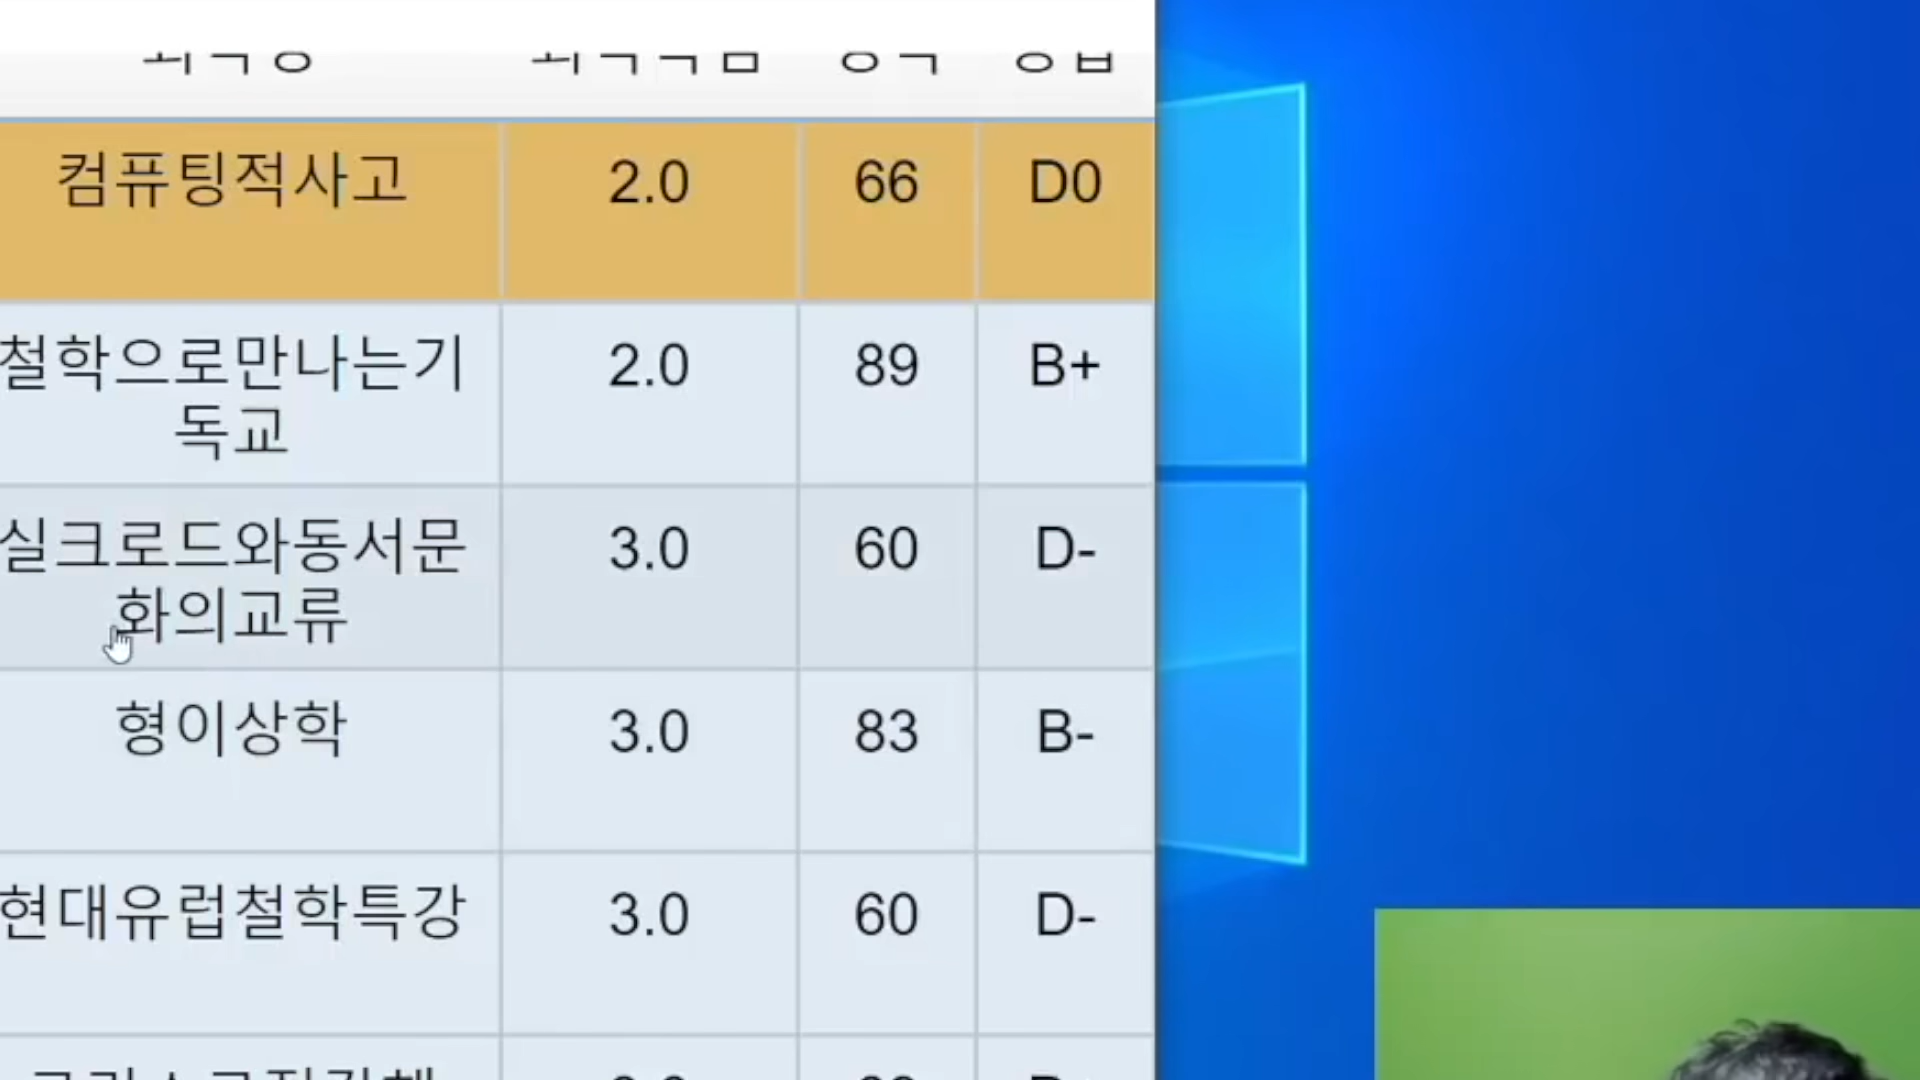 컴퓨팅적사고 2.0 66 D0
철학으로만나는기 2.0 89 B+
독교
실크로드와동서문 3.0 60 D-
화의교류
형이상학 3.0 83 B-
현대유럽철학특강 3.0 60 D-